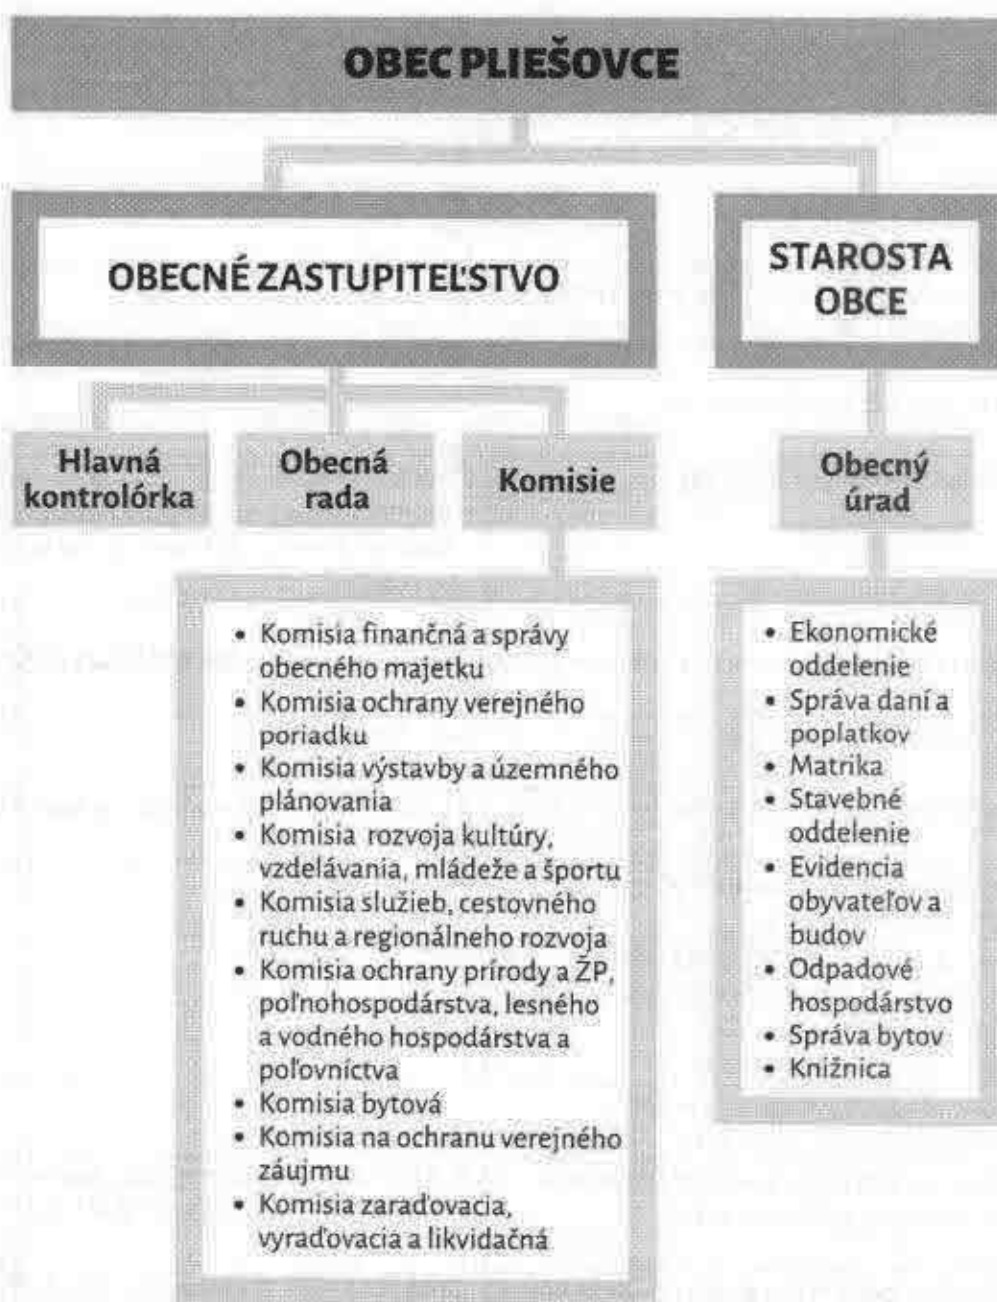 OBEC PLIEŠOVCE
OBECNÉ ZASTUPITEĽSTVO
STAROSTA
OBCE
Hlavná
kontrolórka
Obecná
rada
Komisie
Obecný
úrad
• Komisia finančná a správy
obecného majetku
• Komisia ochrany verejného
poriadku
• Komisia výstavby a územného
plánovania
• Komisia rozvoja kultúry,
vzdelávania, mládeže a športu
• Komisia služieb, cestovného
ruchu a regionálneho rozvoja
• Komisia ochrany prírody a ŽP,
poľnohospodárstva, lesného
a vodného hospodárstva a
poľovníctva
• Komisia bytová
• Komisia na ochranu verejného
záujmu
• Komisia zaraďovacia,
vyraďovacia a likvidačná
• Ekonomické
oddelenie
• Správa daní a
poplatkov
• Matrika
• Stavebné
oddelenie
• Evidencia
obyvateľov a
budov
• Odpadové
hospodárstvo
• Správa bytov
• Knižnica